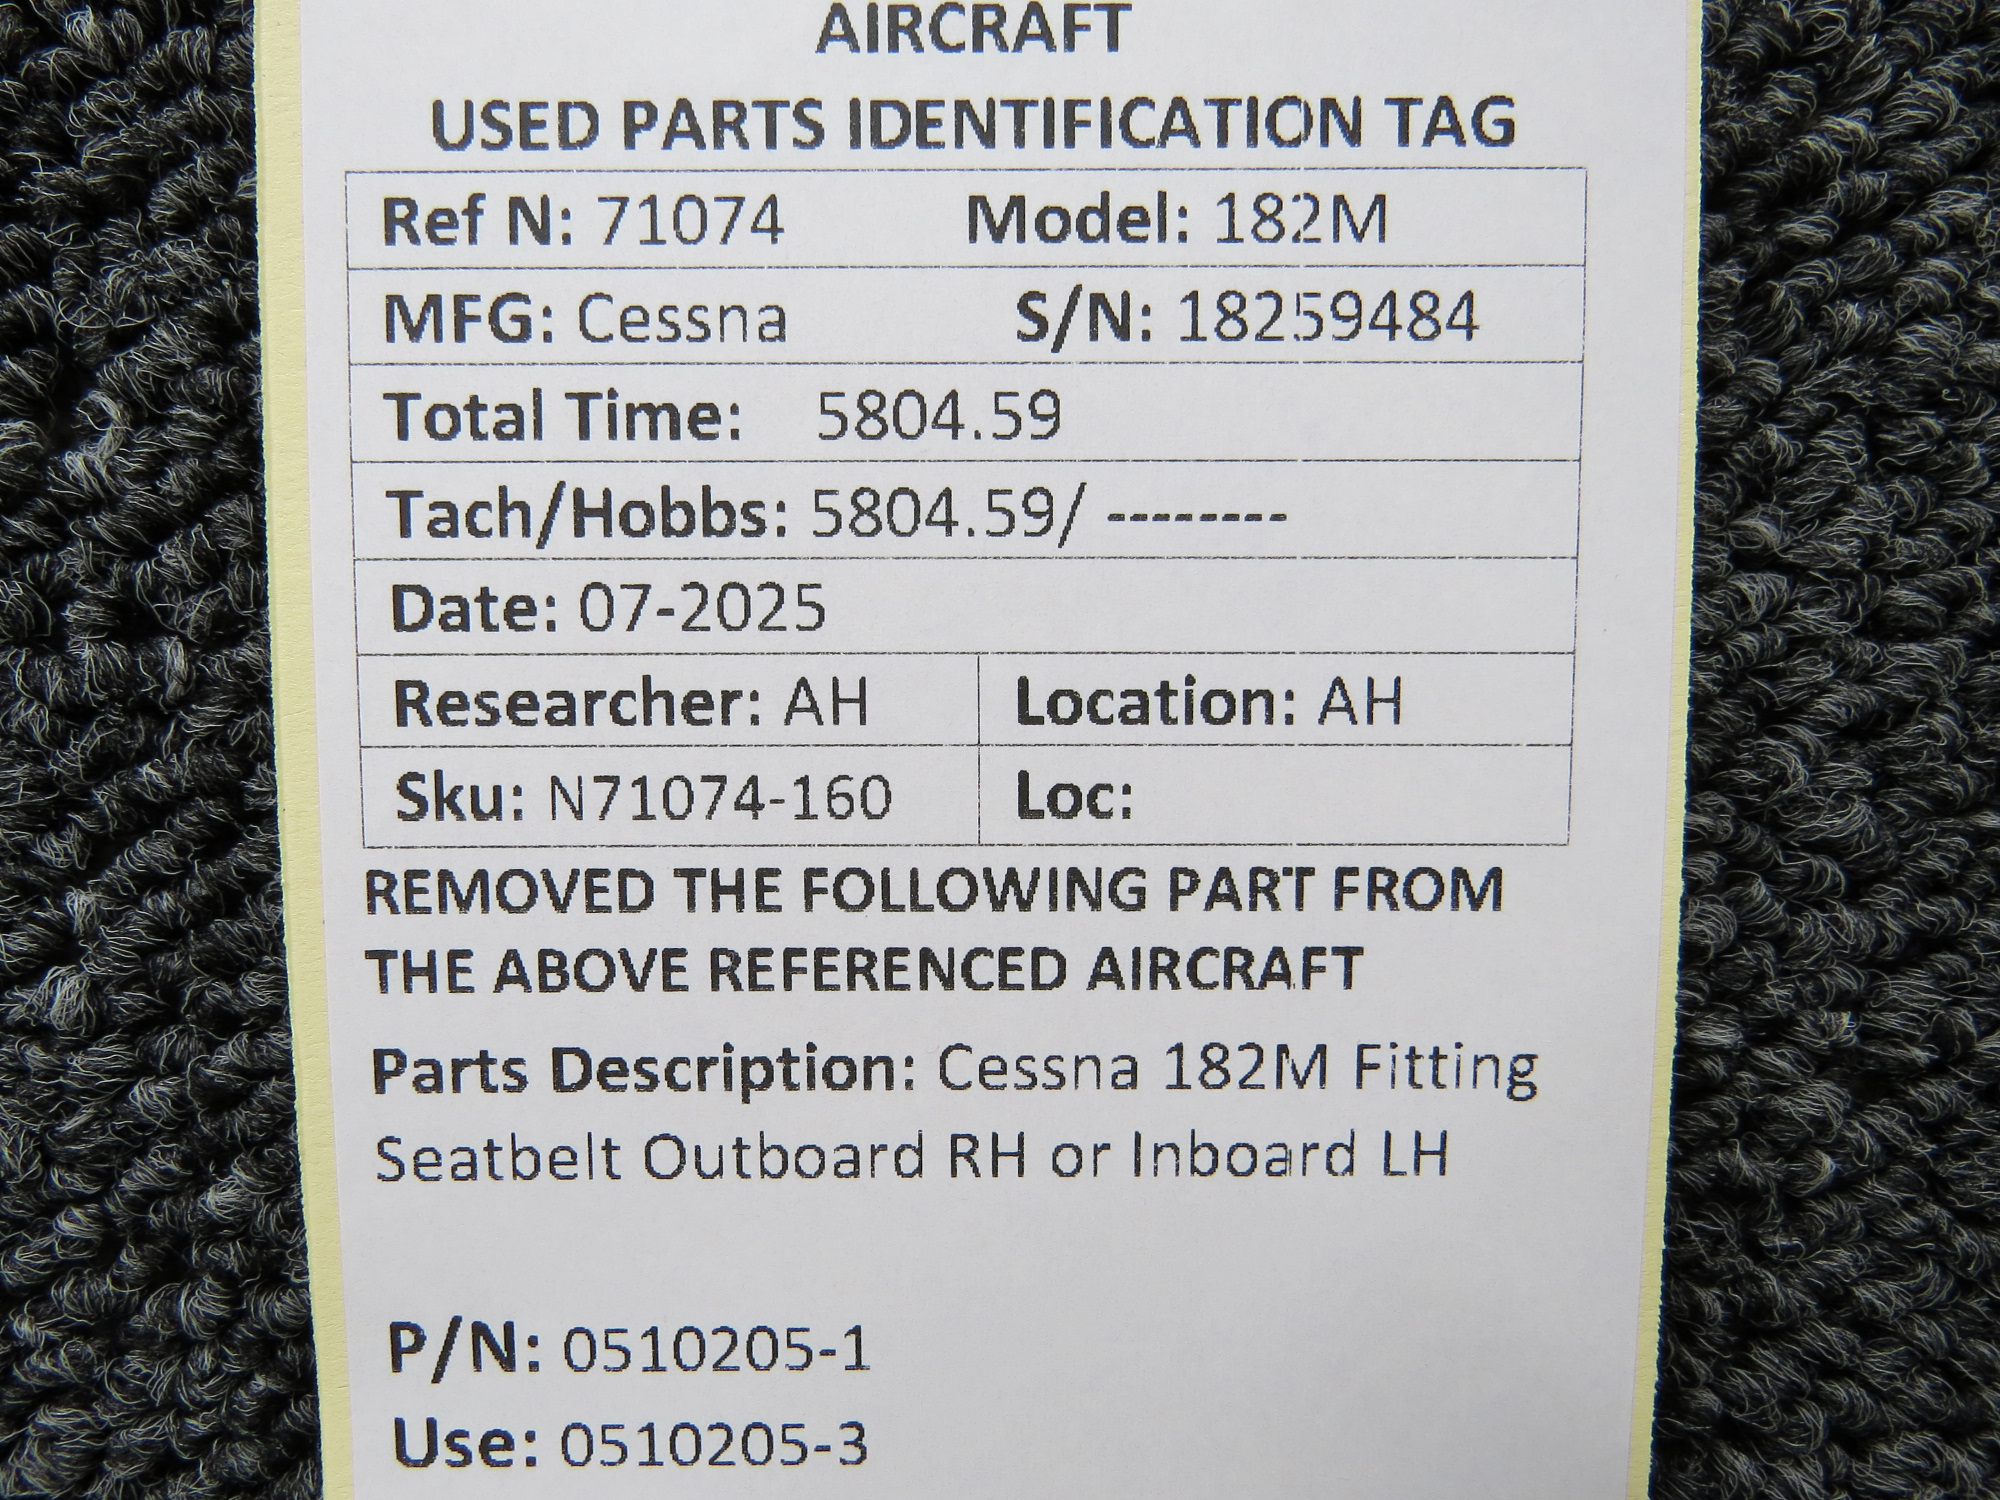 AIRCRAFT
USED PARTS IDENTIFICATION TAG
Ref N: 71074 Model: 182M
MFG: Cessna S/N: 18259484
Total Time: 5804.59
Tach/Hobbs: 5804.59/ --------
Date: 07-2025
Researcher: AH Location: AH
Sku: N71074-160 Loc:
REMOVED THE FOLLOWING PART FROM
THE ABOVE REFERENCED AIRCRAFT
Parts Description: Cessna 182M Fitting
Seatbelt Outboard RH or Inboard LH
P/N: 0510205-1
Use: 0510205-3